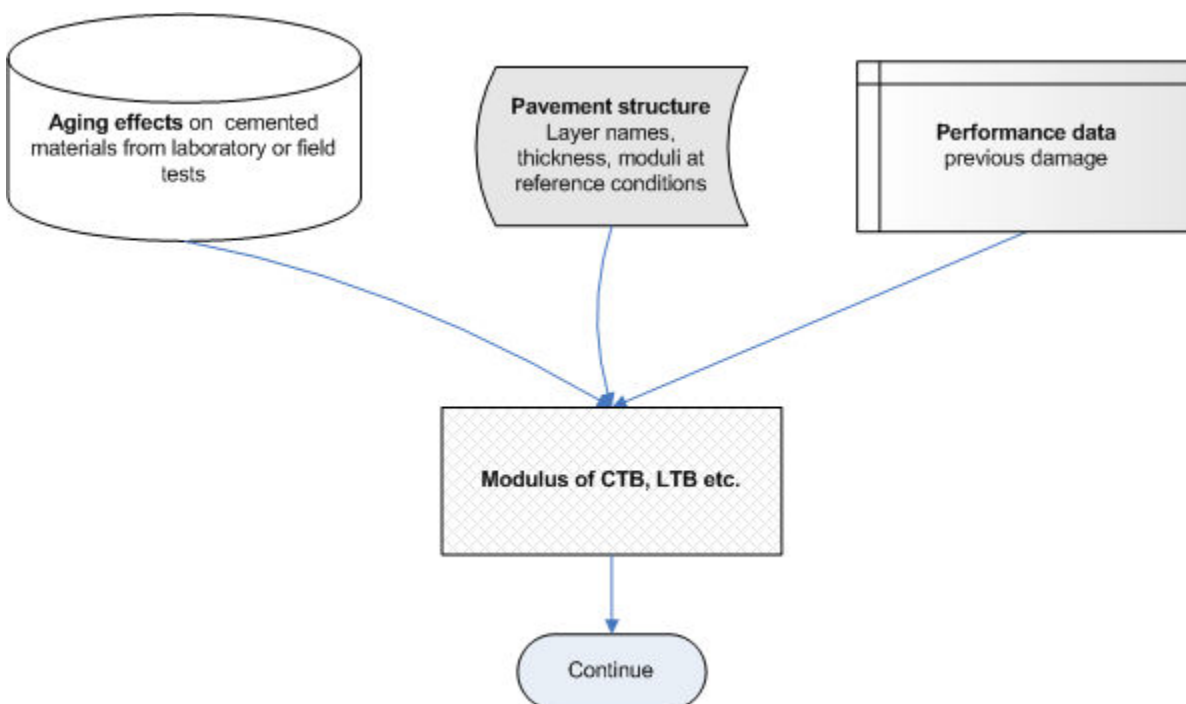 Aging effects on cemented
materials from laboratory or field
tests
Pavement structure
Layer names,
thickness, moduli at
reference conditions
Performance data
previous damage
Modulus of CTB, LTB etc.
Continue